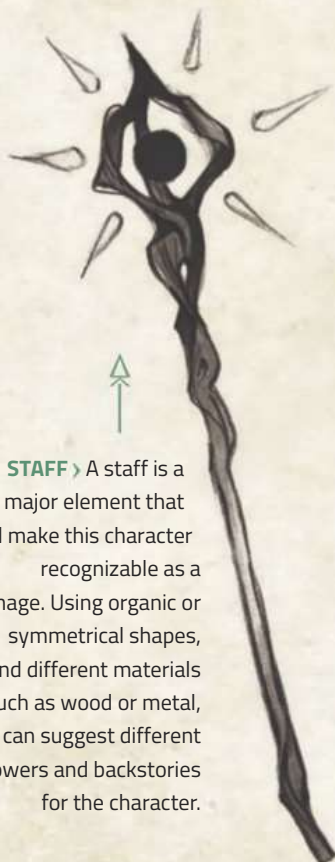 STAFF › A staff is a
major element that
make this character
recognizable as a
Using organic or
symmetrical shapes,
different materials
as wood or metal,
can suggest different
and backstories
for the character.